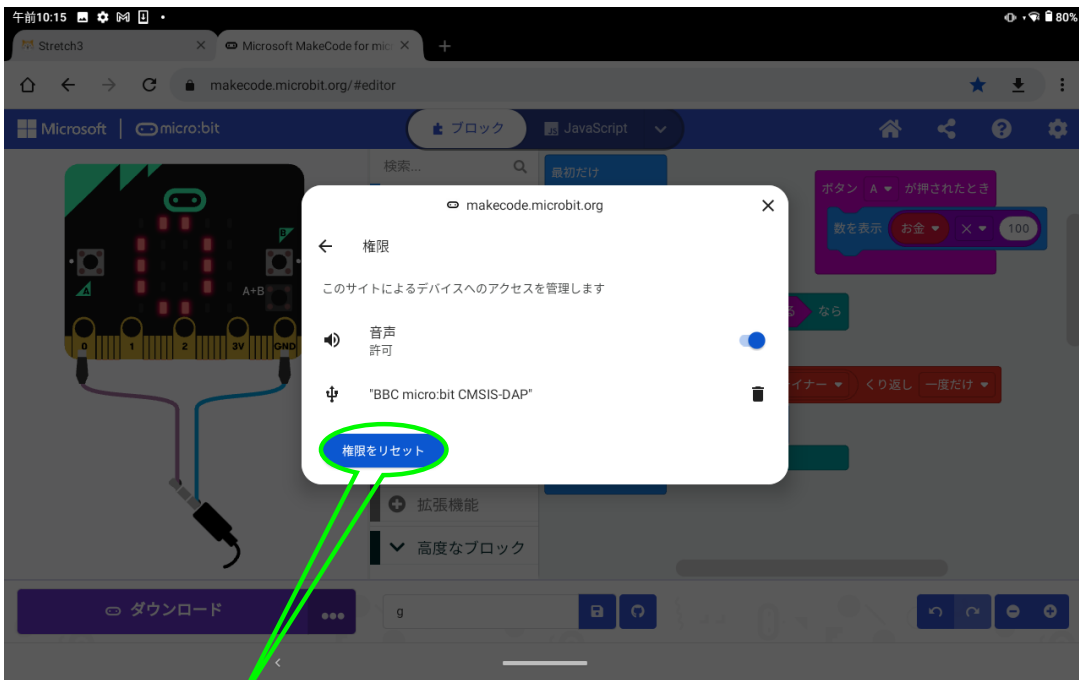 午前10:15
80%
Stretch3
Microsoft MakeCode for mic
makecode.microbit.org/#editor
Microsoft
micro:bit
ブロック
JavaScript
検索...
最初だけ
ボタン A が押されたとき
数を表示 お金 × 100
makecode.microbit.org
権限
このサイトによるデバイスへのアクセスを管理します
音声
許可
"BBC micro:bit CMSIS-DAP"
権限をリセット
A
B
A+B
0 1 2 3V GND
る なら
イナー くり返し 一度だけ
拡張機能
高度なブロック
ダウンロード
g